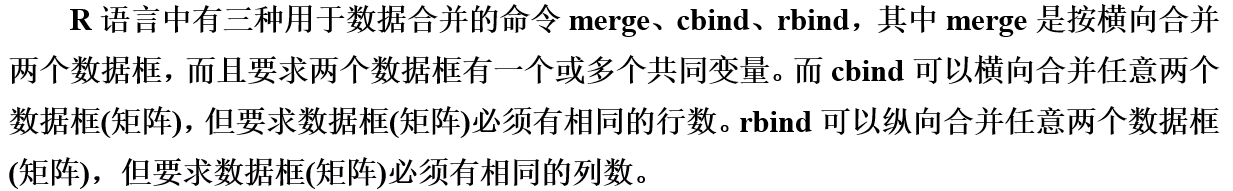 R 语言中有三种用于数据合并的命令 merge、cbind、rbind，其中 merge 是按横向合并
两个数据框，而且要求两个数据框有一个或多个共同变量。而 cbind 可以横向合并任意两个
数据框(矩阵)，但要求数据框(矩阵)必须有相同的行数。rbind 可以纵向合并任意两个数据框
(矩阵)，但要求数据框(矩阵)必须有相同的列数。